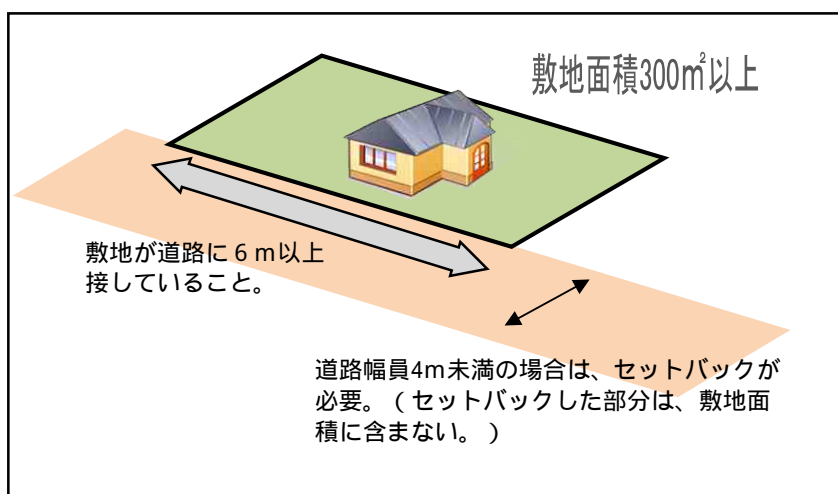 敷地面積300㎡以上
敷地が道路に6m以上
接していること。
道路幅員4m未満の場合は、セットバックが
必要。(セットバックした部分は、敷地面
積に含まない。)